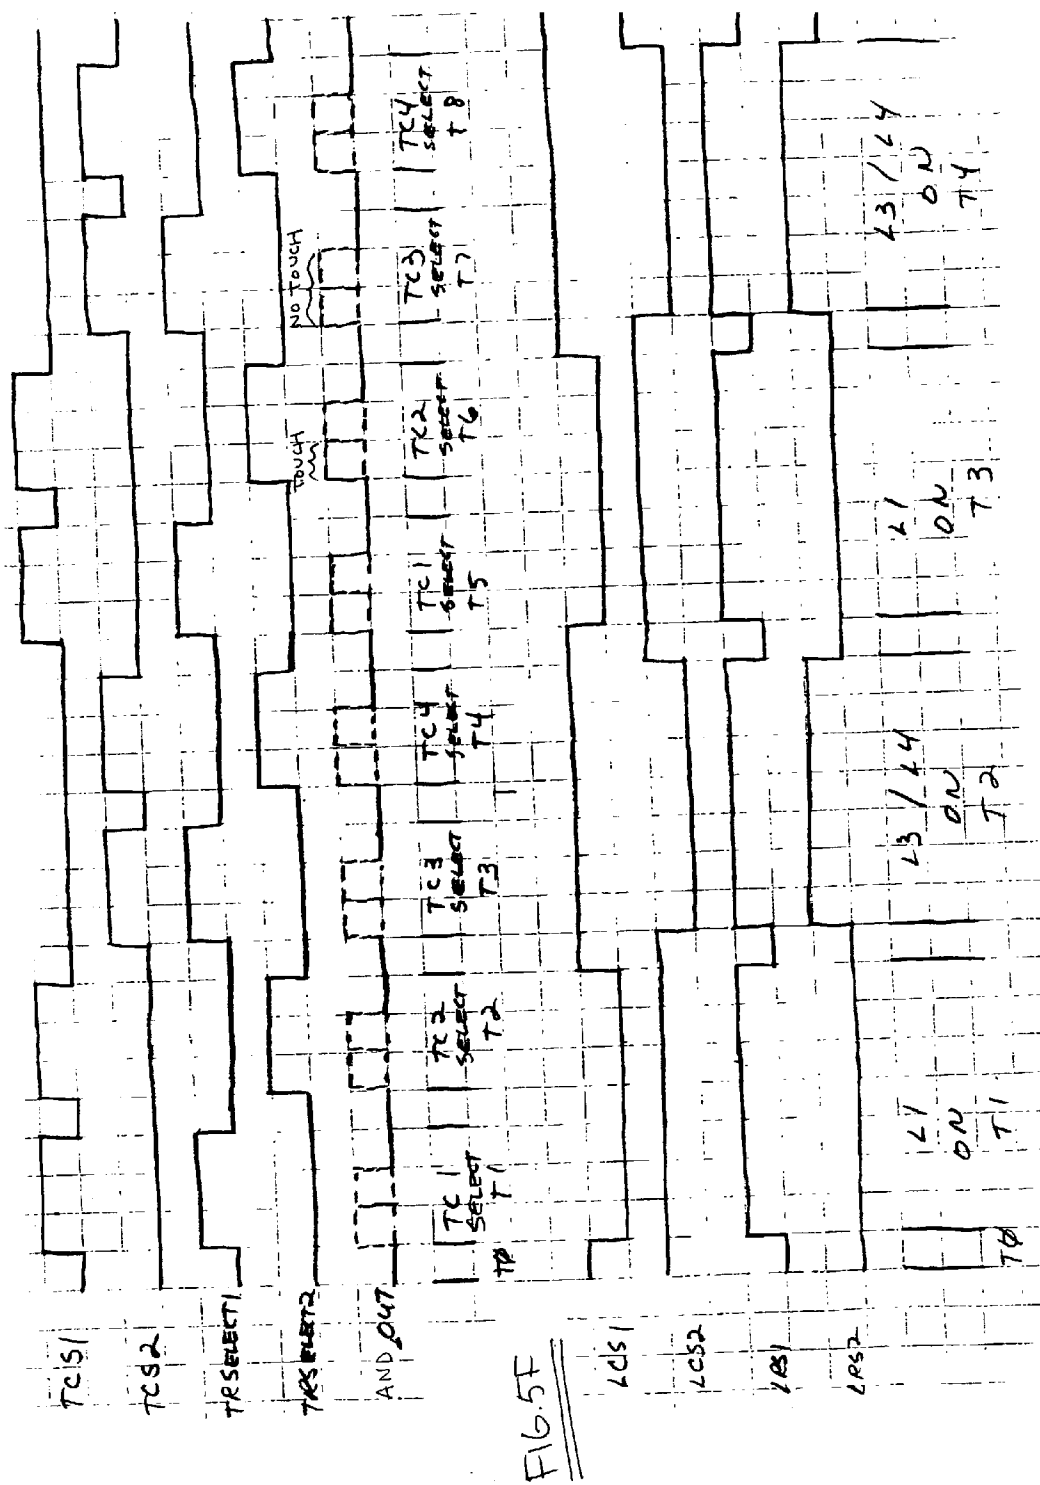 TCS1
TCS2
TRSELECT1
TRSELECT2
AND OUT
TOUCH
NO TOUCH
TØ
TC1
SELECT
T1
TC2
SELECT
T2
TC3
SELECT
T3
TC4
SELECT
T4
TC1
SELECT
T5
TC2
SELECT
T6
TC3
SELECT
T7
TC4
SELECT
T8
FIG.5F
LCS1
LCS2
LRS1
LRS2
TØ
L1
ON
T1
L3/L4
ON
T2
L1
ON
T3
L3/L4
ON
T4